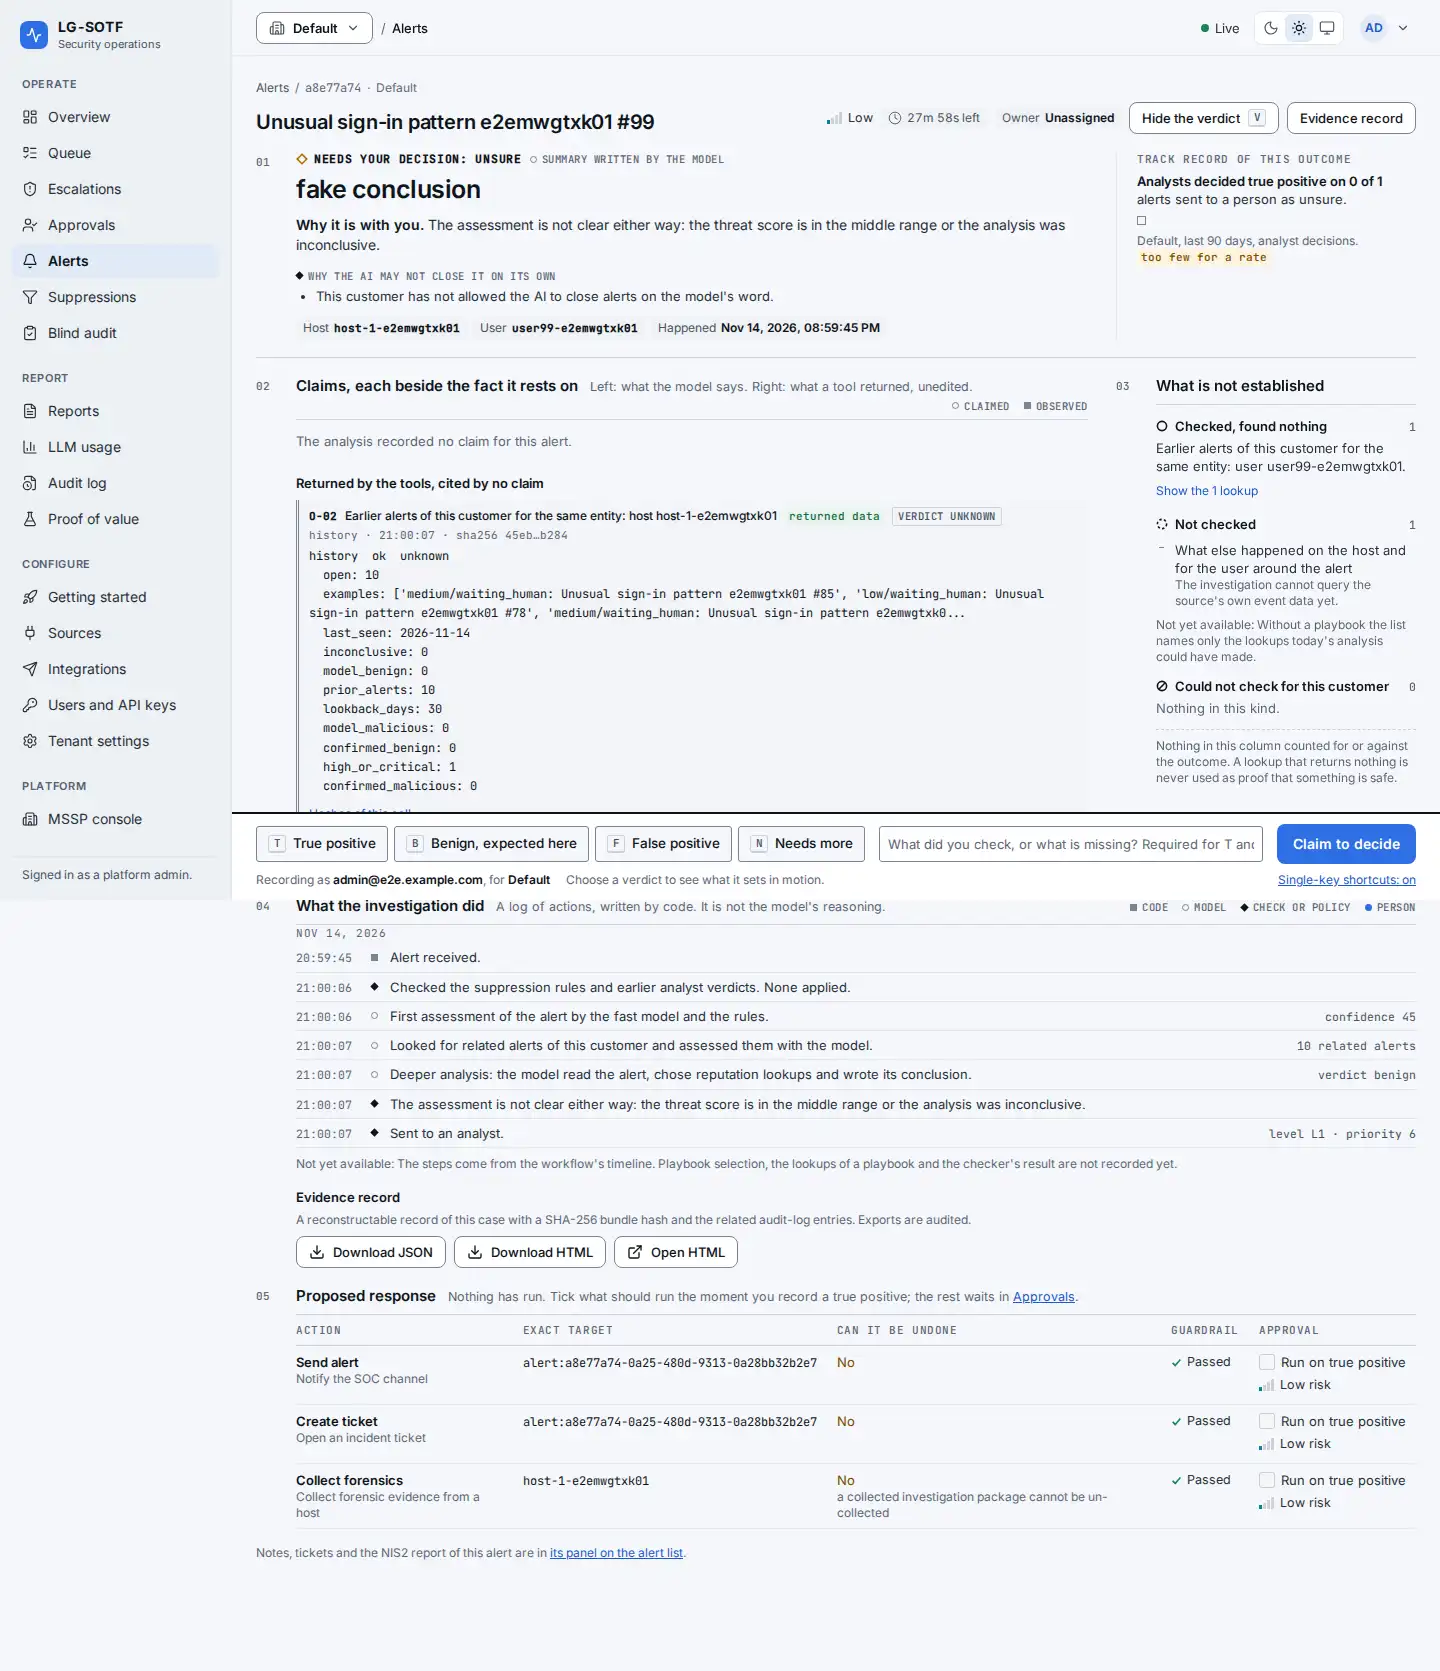 LG-SOTF
Security operations
OPERATE
Overview
Queue
Escalations
Approvals
Alerts
Suppressions
Blind audit
REPORT
Reports
LLM usage
Audit log
Proof of value
CONFIGURE
Getting started
Sources
Integrations
Users and API keys
Tenant settings
PLATFORM
MSSP console
Signed in as a platform admin.
Default / Alerts
Live
AD
Alerts / a8e77a74 · Default
Unusual sign-in pattern e2emwgtxk01 #99
Low 27m 58s left Owner Unassigned Hide the verdict V Evidence record
01 NEEDS YOUR DECISION: UNSURE SUMMARY WRITTEN BY THE MODEL
fake conclusion
Why it is with you. The assessment is not clear either way: the threat score is in the middle range or the analysis was
inconclusive.
WHY THE AI MAY NOT CLOSE IT ON ITS OWN
• This customer has not allowed the AI to close alerts on the model's word.
Host host-1-e2emwgtxk01 User user99-e2emwgtxk01 Happened Nov 14, 2026, 08:59:45 PM
TRACK RECORD OF THIS OUTCOME
Analysts decided true positive on 0 of 1
alerts sent to a person as unsure.
Default, last 90 days, analyst decisions.
too few for a rate
02 Claims, each beside the fact it rests on Left: what the model says. Right: what a tool returned, unedited.
CLAIMED OBSERVED
The analysis recorded no claim for this alert.
Returned by the tools, cited by no claim
O-02 Earlier alerts of this customer for the same entity: host host-1-e2emwgtxk01 returned data VERDICT UNKNOWN
history · 21:00:07 · sha256 45eb…b284
history ok unknown
open: 10
examples: ['medium/waiting_human: Unusual sign-in pattern e2emwgtxk01 #85', 'low/waiting_human: Unusual
sign-in pattern e2emwgtxk01 #78', 'medium/waiting_human: Unusual sign-in pattern e2emwgtxk0...
last_seen: 2026-11-14
inconclusive: 0
model_benign: 0
prior_alerts: 10
lookback_days: 30
model_malicious: 0
confirmed_benign: 0
high_or_critical: 1
confirmed_malicious: 0
03 What is not established
Checked, found nothing 1
Earlier alerts of this customer for the
same entity: user user99-e2emwgtxk01.
Show the 1 lookup
Not checked 1
– What else happened on the host and
for the user around the alert
The investigation cannot query the
source's own event data yet.
Not yet available: Without a playbook the list
names only the lookups today's analysis
could have made.
Could not check for this customer 0
Nothing in this kind.
Nothing in this column counted for or against
the outcome. A lookup that returns nothing is
never used as proof that something is safe.
T True positive B Benign, expected here F False positive N Needs more What did you check, or what is missing? Required for T and Claim to decide
Recording as admin@e2e.example.com, for Default Choose a verdict to see what it sets in motion. Single-key shortcuts: on
04 What the investigation did A log of actions, written by code. It is not the model's reasoning. CODE MODEL CHECK OR POLICY PERSON
NOV 14, 2026
20:59:45 Alert received.
21:00:06 Checked the suppression rules and earlier analyst verdicts. None applied.
21:00:06 First assessment of the alert by the fast model and the rules. confidence 45
21:00:07 Looked for related alerts of this customer and assessed them with the model. 10 related alerts
21:00:07 Deeper analysis: the model read the alert, chose reputation lookups and wrote its conclusion. verdict benign
21:00:07 The assessment is not clear either way: the threat score is in the middle range or the analysis was inconclusive.
21:00:07 Sent to an analyst. level L1 · priority 6
Not yet available: The steps come from the workflow's timeline. Playbook selection, the lookups of a playbook and the checker's result are not recorded yet.
Evidence record
A reconstructable record of this case with a SHA-256 bundle hash and the related audit-log entries. Exports are audited.
Download JSON Download HTML Open HTML
05 Proposed response Nothing has run. Tick what should run the moment you record a true positive; the rest waits in Approvals.
ACTION EXACT TARGET CAN IT BE UNDONE GUARDRAIL APPROVAL
Send alert alert:a8e77a74-0a25-480d-9313-0a28bb32b2e7 No Passed Run on true positive
Notify the SOC channel Low risk
Create ticket alert:a8e77a74-0a25-480d-9313-0a28bb32b2e7 No Passed Run on true positive
Open an incident ticket Low risk
Collect forensics host-1-e2emwgtxk01 No Passed Run on true positive
Collect forensic evidence from a a collected investigation package cannot be un- Low risk
host collected
Notes, tickets and the NIS2 report of this alert are in its panel on the alert list.